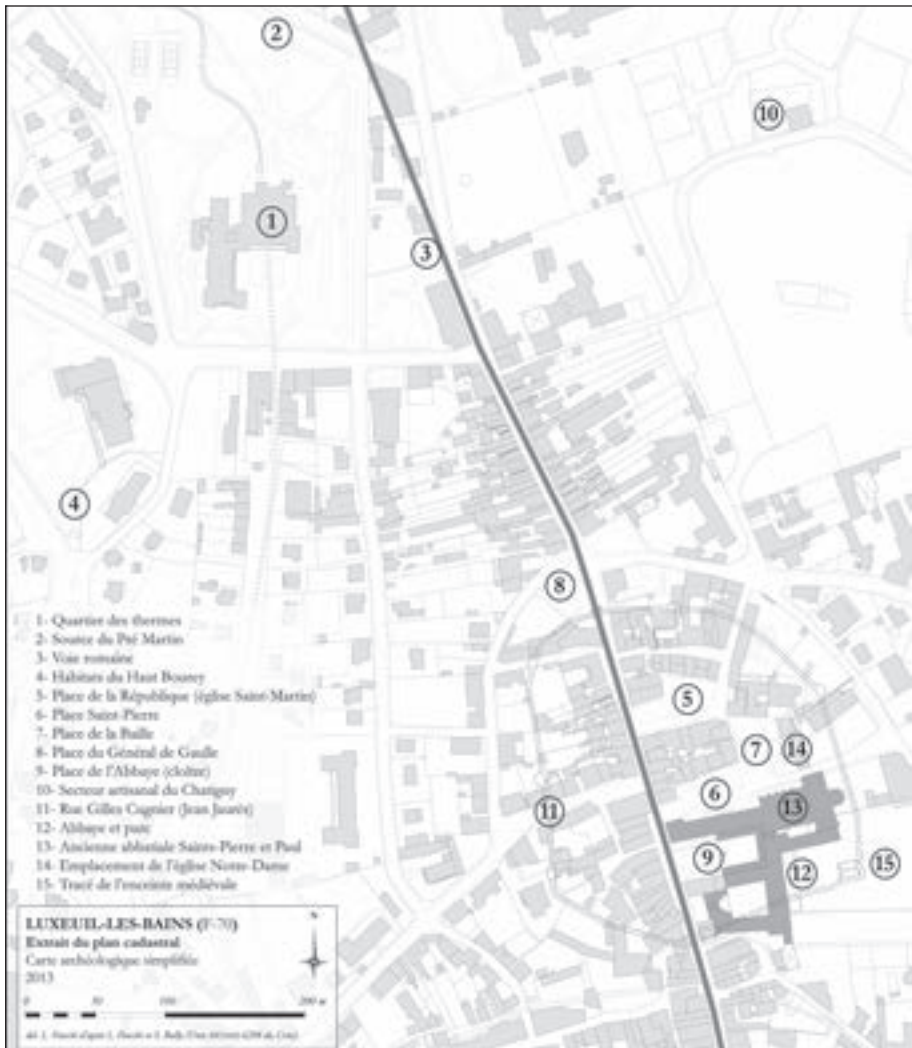 2
10
1
3
4
8
5
7
14
6
13
11
9
12
15
1- Quartier des thermes
2- Source du Pré Martin
3- Voie romaine
4- Habitats du Haut Bourey
5- Place de la République (église Saint-Martin)
6- Place Saint-Pierre
7- Place de la Baille
8- Place du Général de Gaulle
9- Place de l'Abbaye (cloître)
10- Secteur artisanal du Chatigny
11- Rue Gilles Cugnier (Jean Jaurès)
12- Abbaye et parc
13- Ancienne abbatiale Saints-Pierre et Paul
14- Emplacement de l'église Notre-Dame
15- Tracé de l'enceinte médiévale
LUXEUIL-LES-BAINS (F-70)
Extrait du plan cadastral
Carte archéologique simplifiée
2013
N
0 50 100 200 m